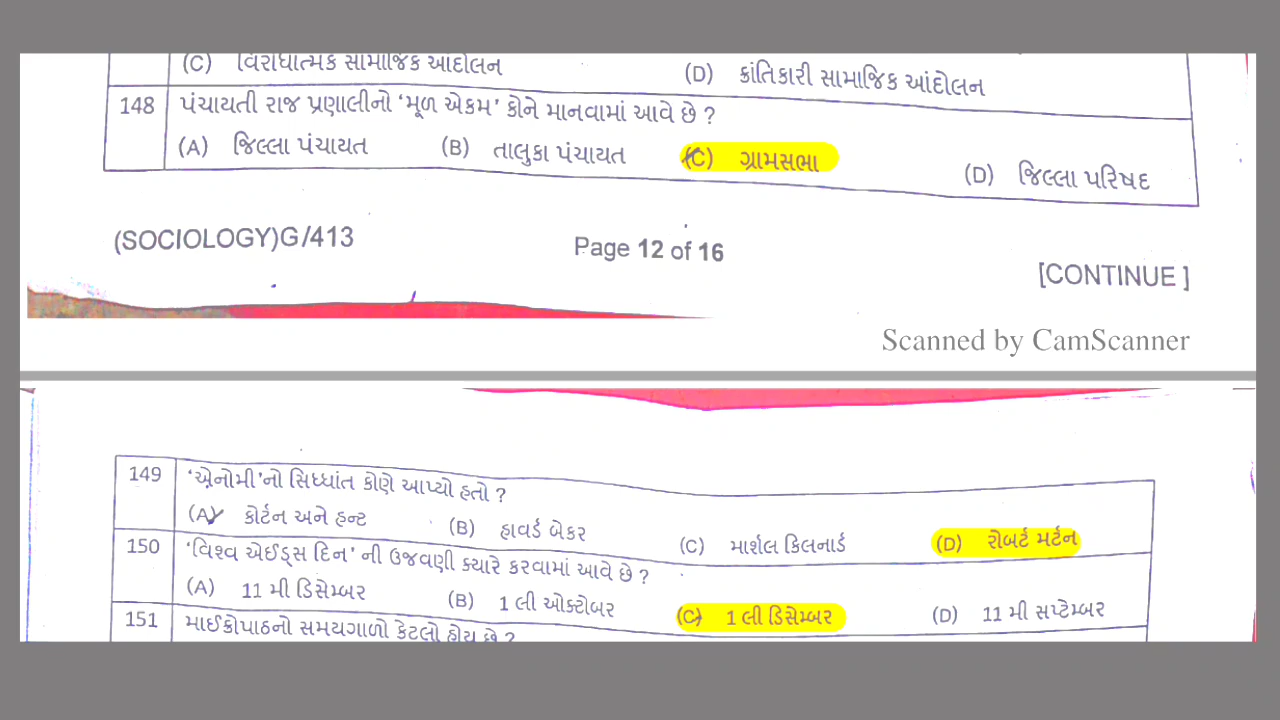 (C) વિરોધાત્મક સામાજિક આંદોલન (D) ક્રાંતિકારી સામાજિક આંદોલન
148 પંચાયતી રાજ પ્રણાલીનો ‘મૂળ એકમ’ કોને માનવામાં આવે છે ?
(A) જિલ્લા પંચાયત (B) તાલુકા પંચાયત (C) ગ્રામસભા (D) જિલ્લા પરિષદ
(SOCIOLOGY)G/413 Page 12 of 16 [CONTINUE ]
Scanned by CamScanner
149 ‘એનોમી’નો સિધ્ધાંત કોણે આપ્યો હતો ?
(A) કોર્ટન અને હન્ટ (B) હાવર્ડ બેકર (C) માર્શલ કિલનાર્ડ (D) રોબર્ટ મર્ટન
150 ‘વિશ્વ એઈડ્સ દિન’ ની ઉજવણી ક્યારે કરવામાં આવે છે ?
(A) 11 મી ડિસેમ્બર (B) 1 લી ઓક્ટોબર (C) 1 લી ડિસેમ્બર (D) 11 મી સપ્ટેમ્બર
151 માઈક્રોપાઠનો સમયગાળો કેટલો હોય છે ?